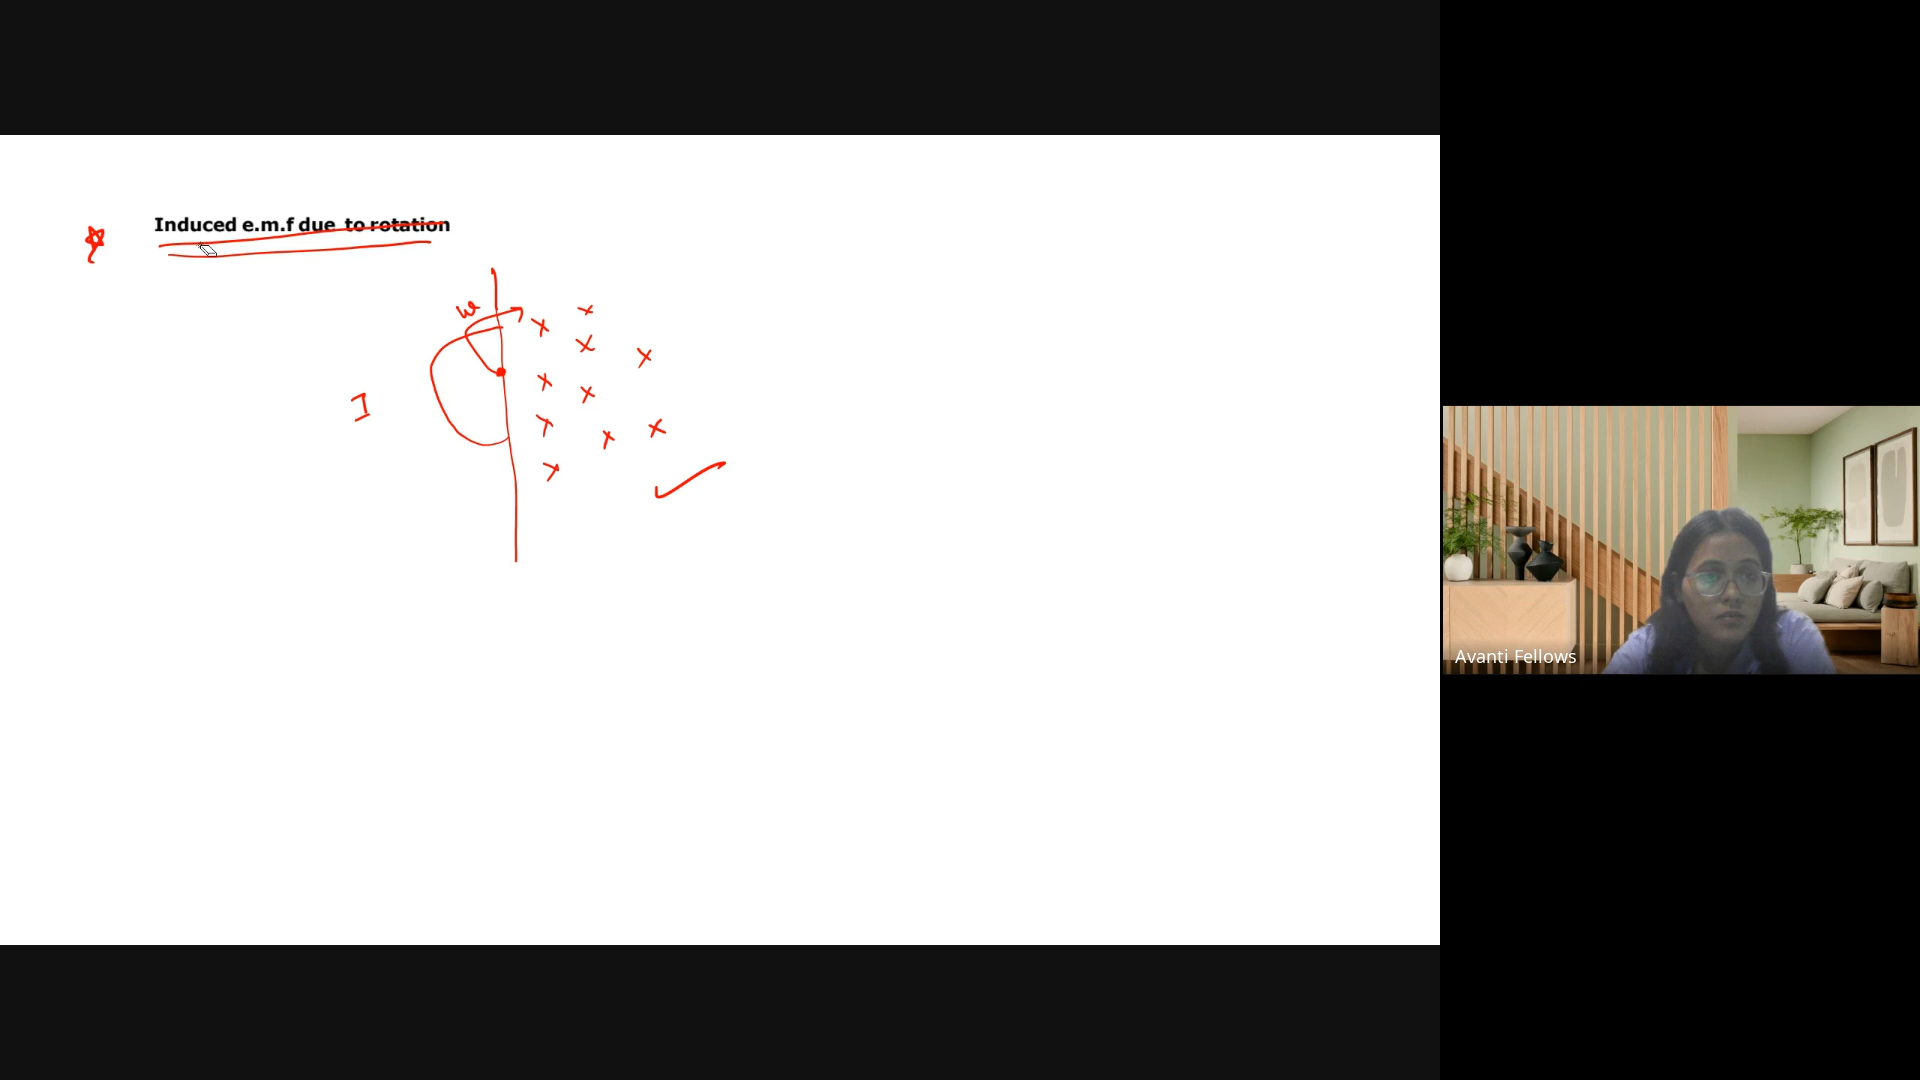 Induced e.m.f due to rotation
ω
x x
x x
x x
x x x
x
I
Avanti Fellows